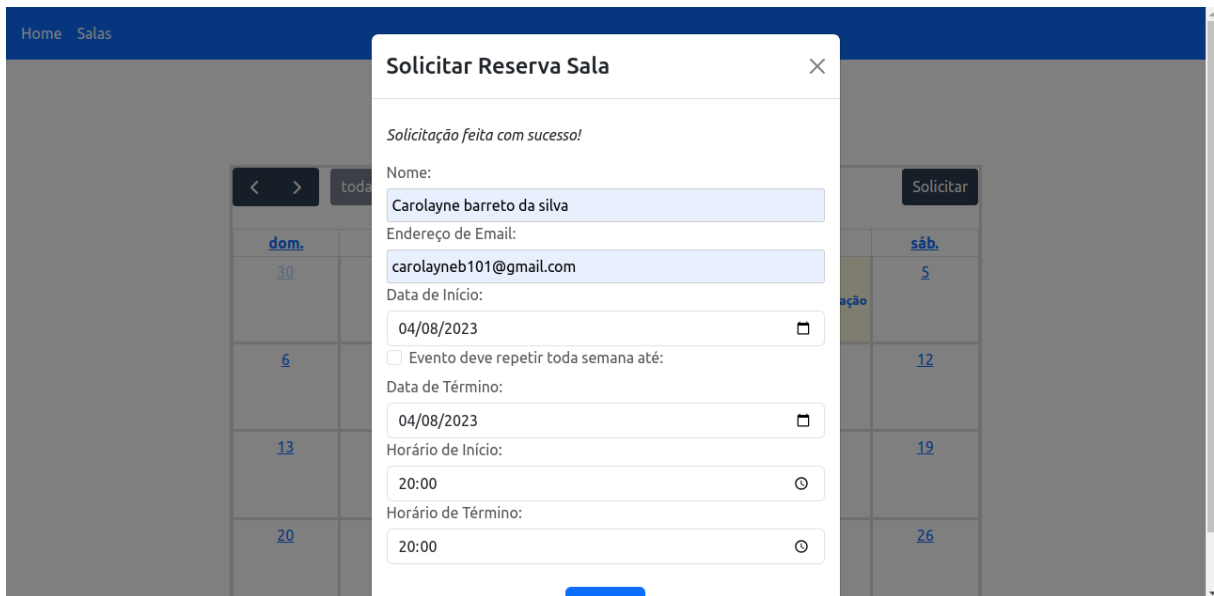 Home Salas
Solicitar Reserva Sala
Solicitação feita com sucesso!
Nome:
Carolayne barreto da silva
Endereço de Email:
carolayneb101@gmail.com
Data de Início:
04/08/2023
Evento deve repetir toda semana até:
Data de Término:
04/08/2023
Horário de Início:
20:00
Horário de Término:
20:00
Solicitar
dom. sáb.
30 5
6 12
13 19
20 26